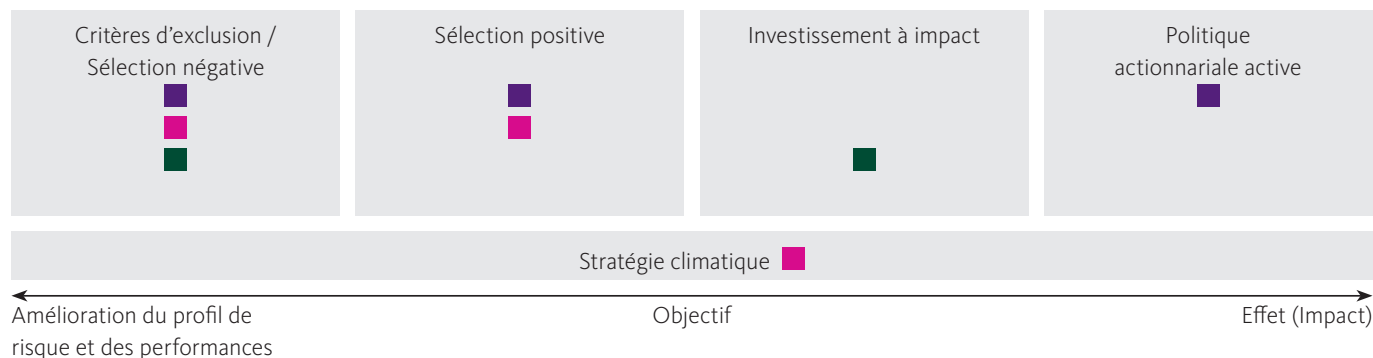 Critères d'exclusion /
Sélection négative
Sélection positive
Investissement à impact
Politique
actionnariale active
Stratégie climatique
Amélioration du profil de
risque et des performances
Objectif
Effet (Impact)